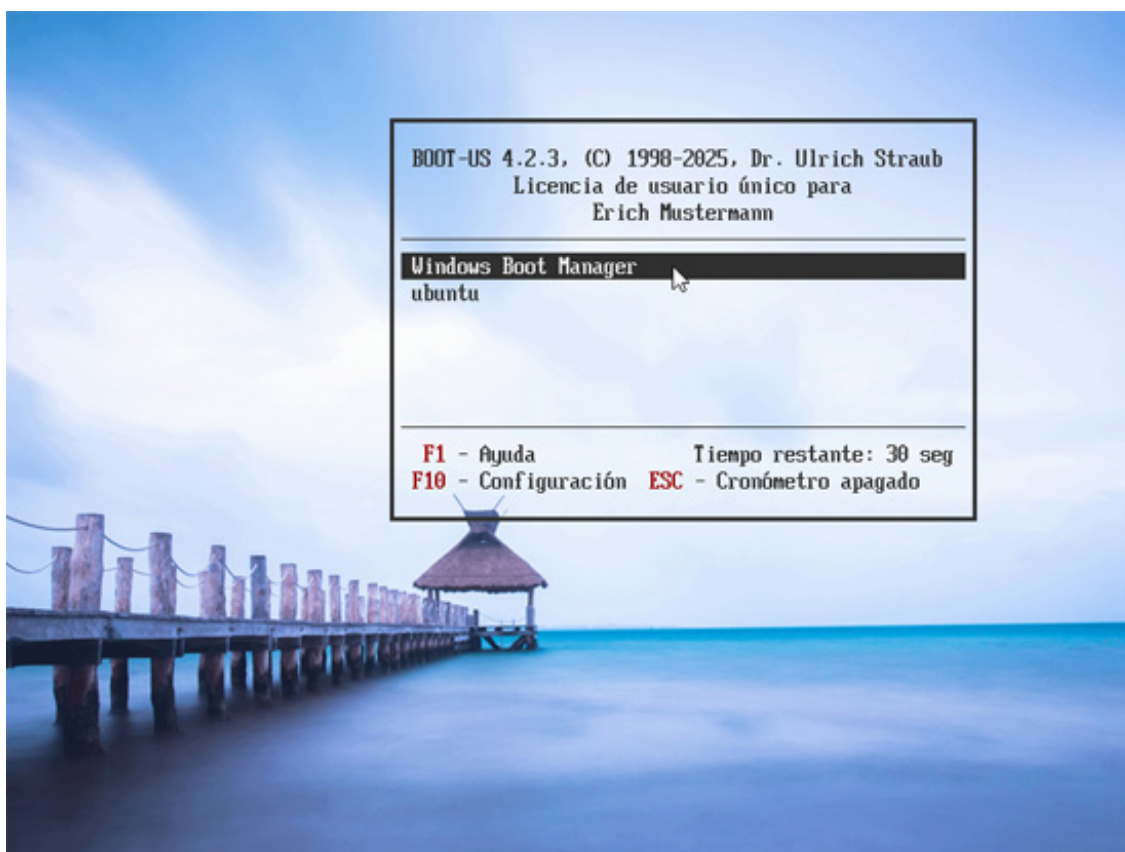 BOOT-US 4.2.3, (C) 1998-2025, Dr. Ulrich Straub
Licencia de usuario único para
Erich Mustermann
Windows Boot Manager
ubuntu
F1 - Ayuda Tiempo restante: 30 seg
F10 - Configuración ESC - Cronómetro apagado